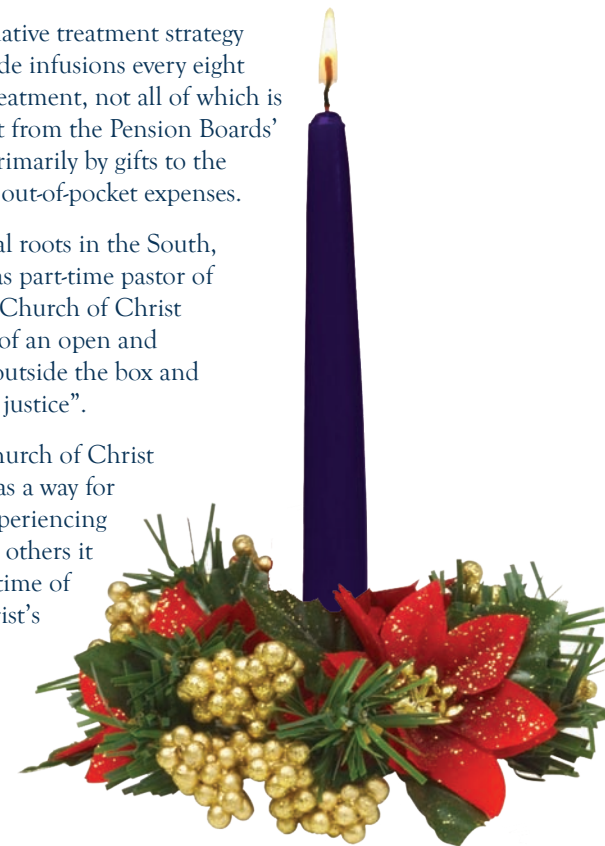 ative treatment strategy
de infusions every eight
eatment, not all of which is
t from the Pension Boards’
rimarily by gifts to the
out-of-pocket expenses.
al roots in the South,
as part-time pastor of
Church of Christ
of an open and
outside the box and
justice”.
hurch of Christ
as a way for
periencing
others it
time of
ist’s